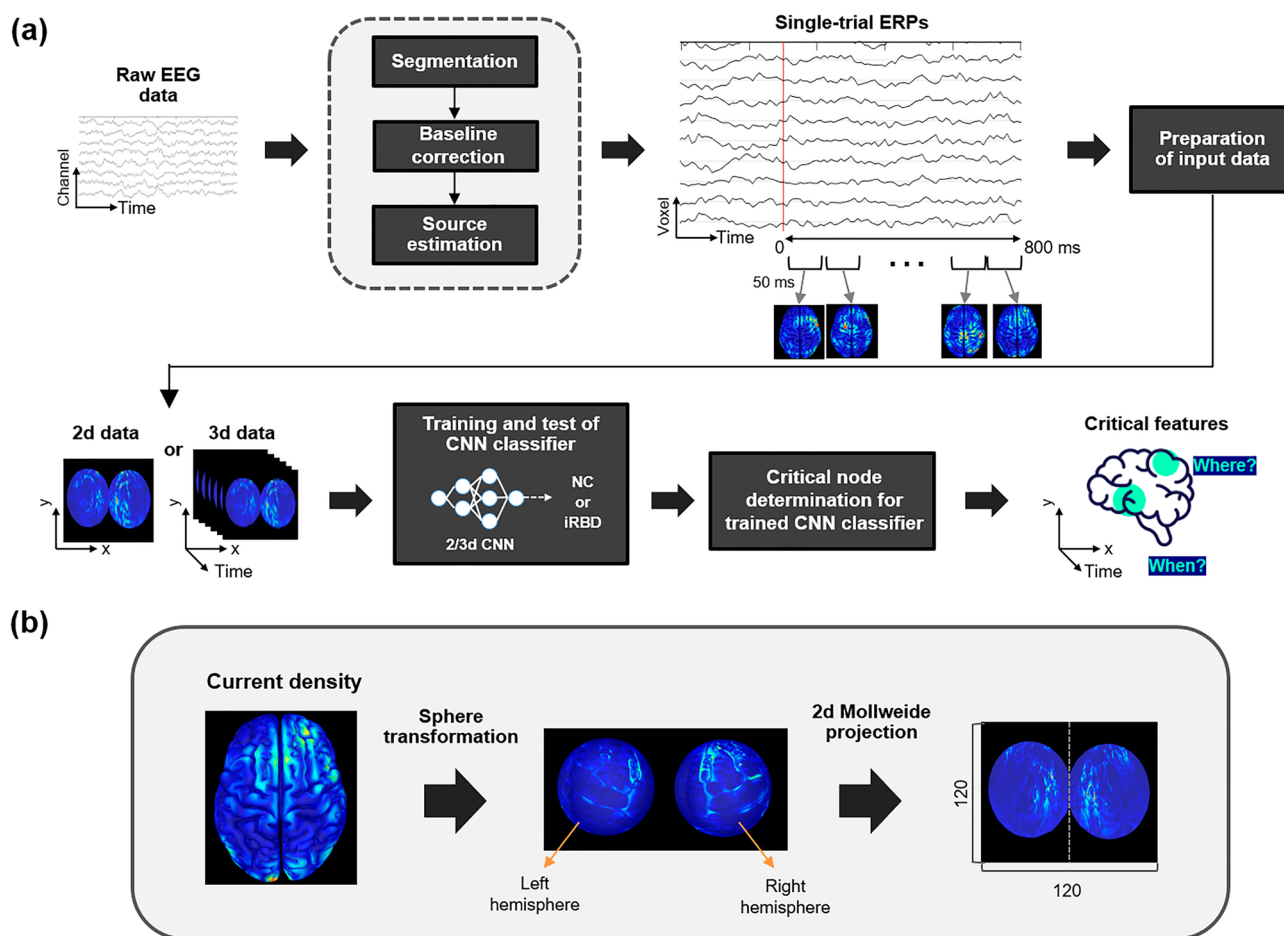 (a)
Raw EEG
data
Channel
Time
Segmentation
Baseline
correction
Source
estimation
Single-trial ERPs
Voxel
Time
0
800 ms
50 ms
...
Preparation
of input data
2d data
or
3d data
y
x
y
x
Time
Training and test of
CNN classifier
NC
or
iRBD
2/3d CNN
Critical node
determination for
trained CNN classifier
Critical features
Where?
y
x
Time
When?
(b)
Current density
Sphere
transformation
Left
hemisphere
Right
hemisphere
2d Mollweide
projection
120
120